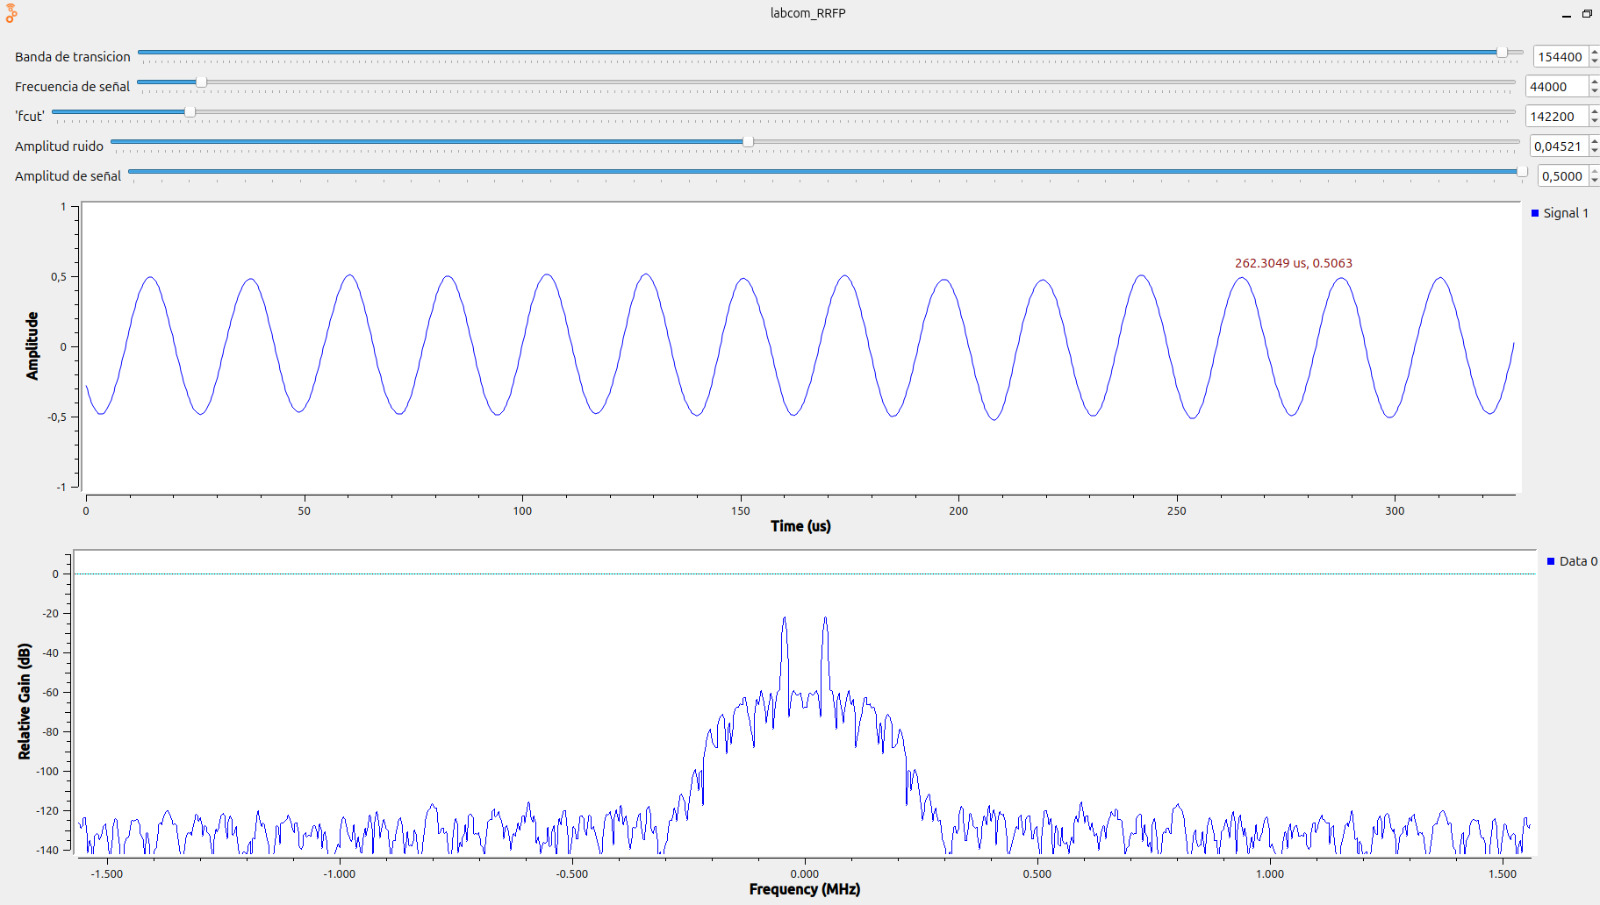 labcom_RRFP
Banda de transicion 154400
Frecuencia de señal 44000
'fcut' 142200
Amplitud ruido 0,04521
Amplitud de señal 0,5000
Signal 1
262.3049 us, 0.5063
Amplitude
1
0,5
0
-0,5
-1
0 50 100 150 200 250 300
Time (us)
Data 0
Relative Gain (dB)
0
-20
-40
-60
-80
-100
-120
-140
-1.500 -1.000 -0.500 0.000 0.500 1.000 1.500
Frequency (MHz)